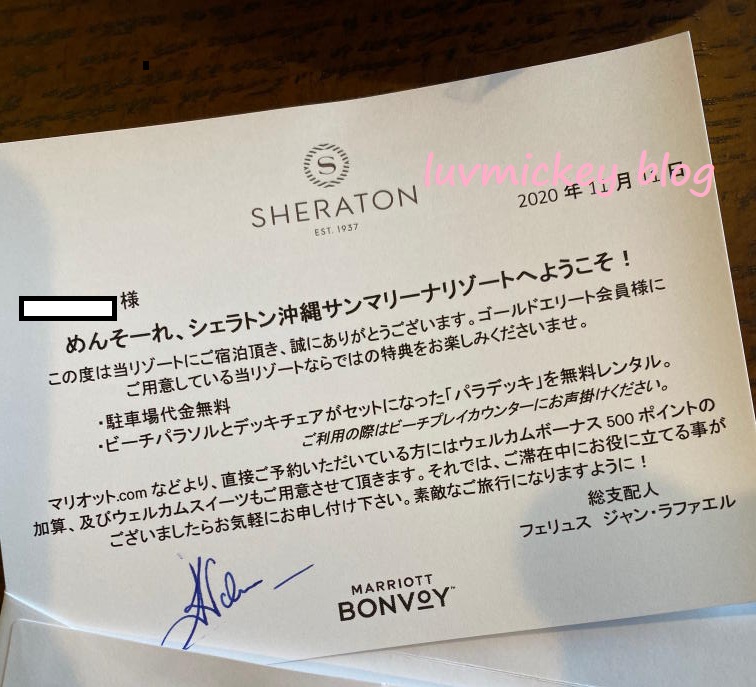 S
luvmickey blog
SHERATON
EST. 1937
2020 年 11 月 11 日
様
めんそーれ、シェラトン沖縄サンマリーナリゾートへようこそ！
この度は当リゾートにご宿泊頂き、誠にありがとうございます。ゴールドエリート会員様に
ご用意している当リゾートならではの特典をお楽しみくださいませ。
・駐車場代金無料
・ビーチパラソルとデッキチェアがセットになった「パラデッキ」を無料レンタル。
ご利用の際はビーチプレイカウンターにお声掛けください。
マリオット.com などより、直接ご予約いただいている方にはウェルカムボーナス 500 ポイントの
加算、及びウェルカムスイーツもご用意させて頂きます。それでは、ご滞在中にお役に立てる事が
ございましたらお気軽にお申し付け下さい。素敵なご旅行になりますように！
総支配人
フェリュス ジャン・ラファエル
MARRIOTT
BONVOY™